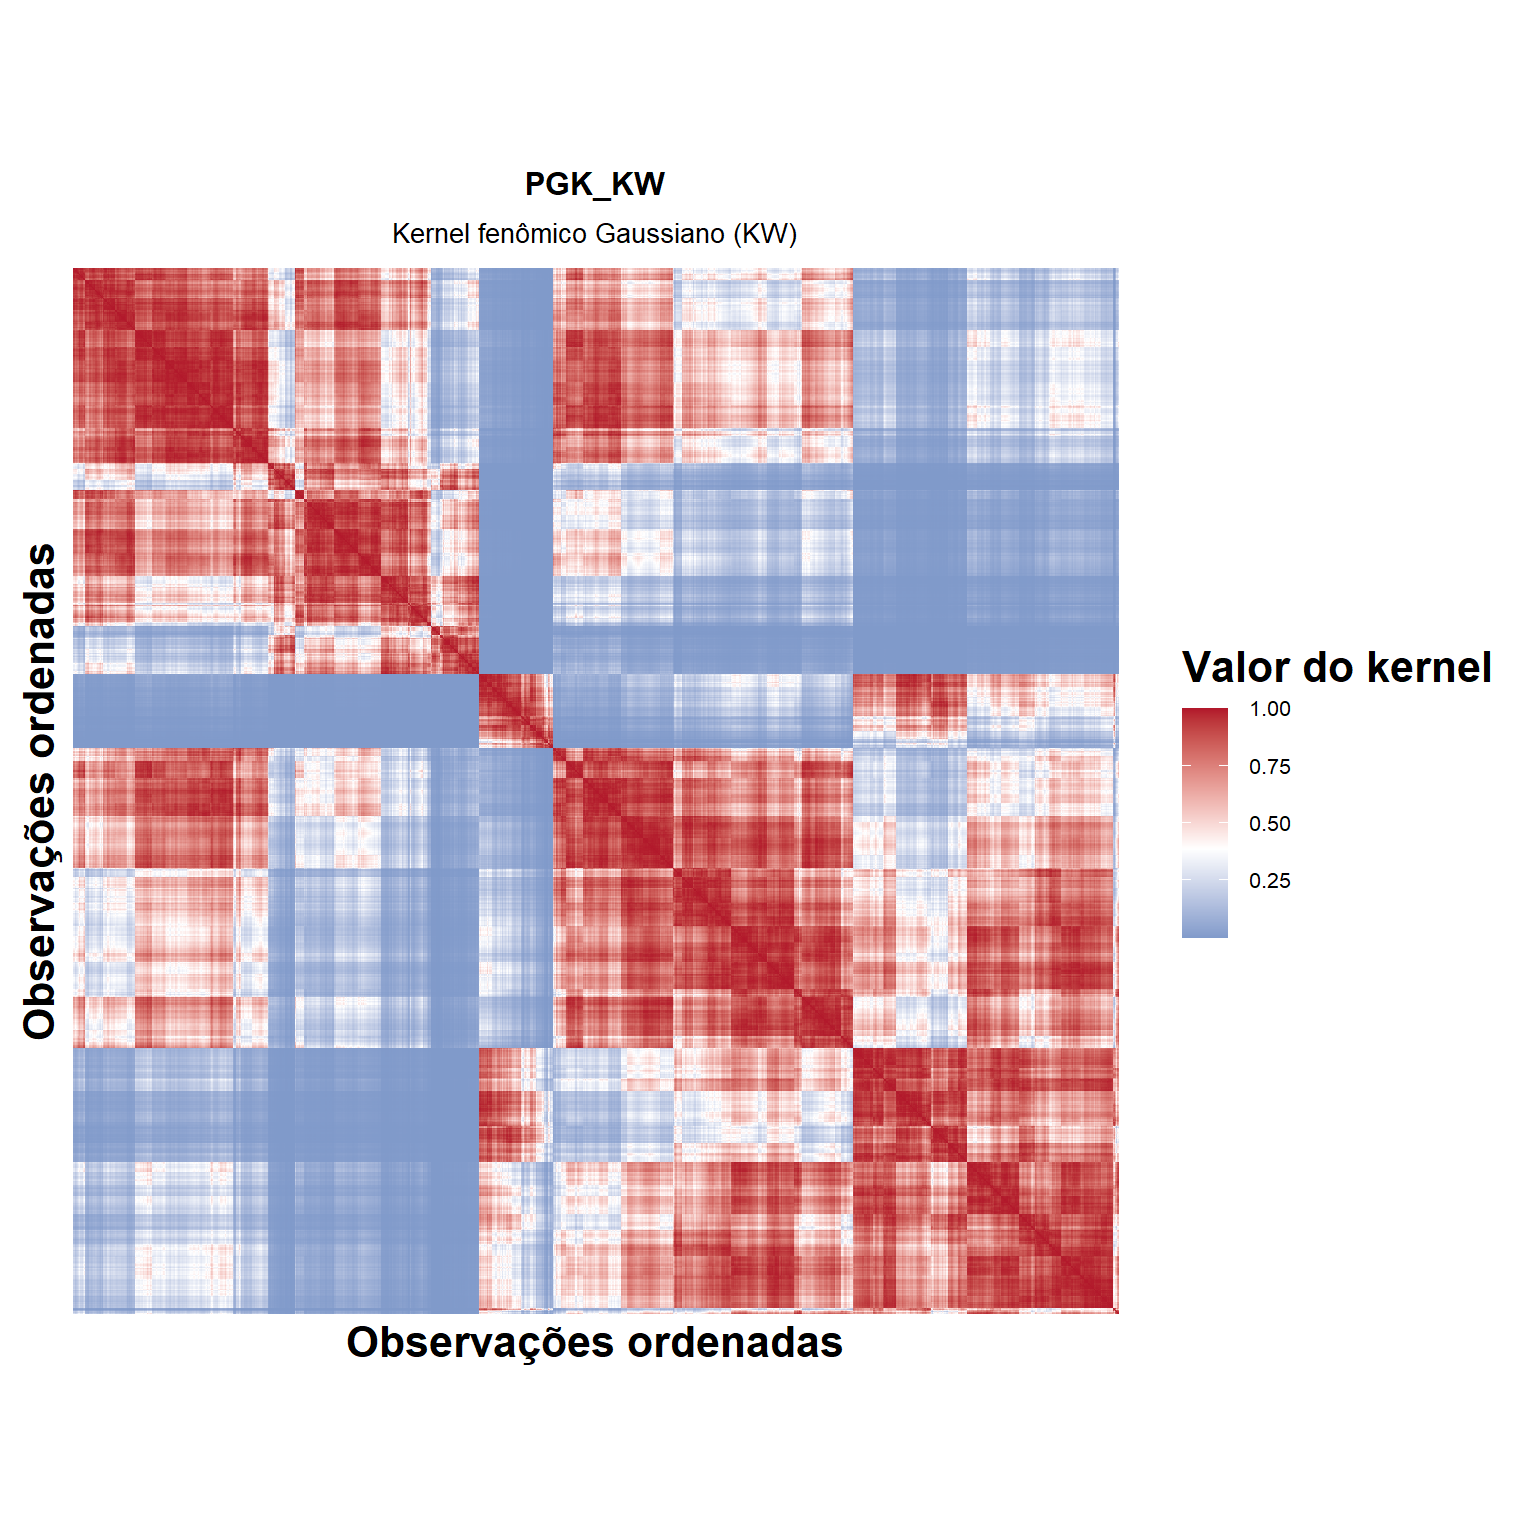 PGK_KW
Kernel fenômico Gaussiano (KW)
Observações ordenadas
Observações ordenadas
Valor do kernel
1.00
0.75
0.50
0.25